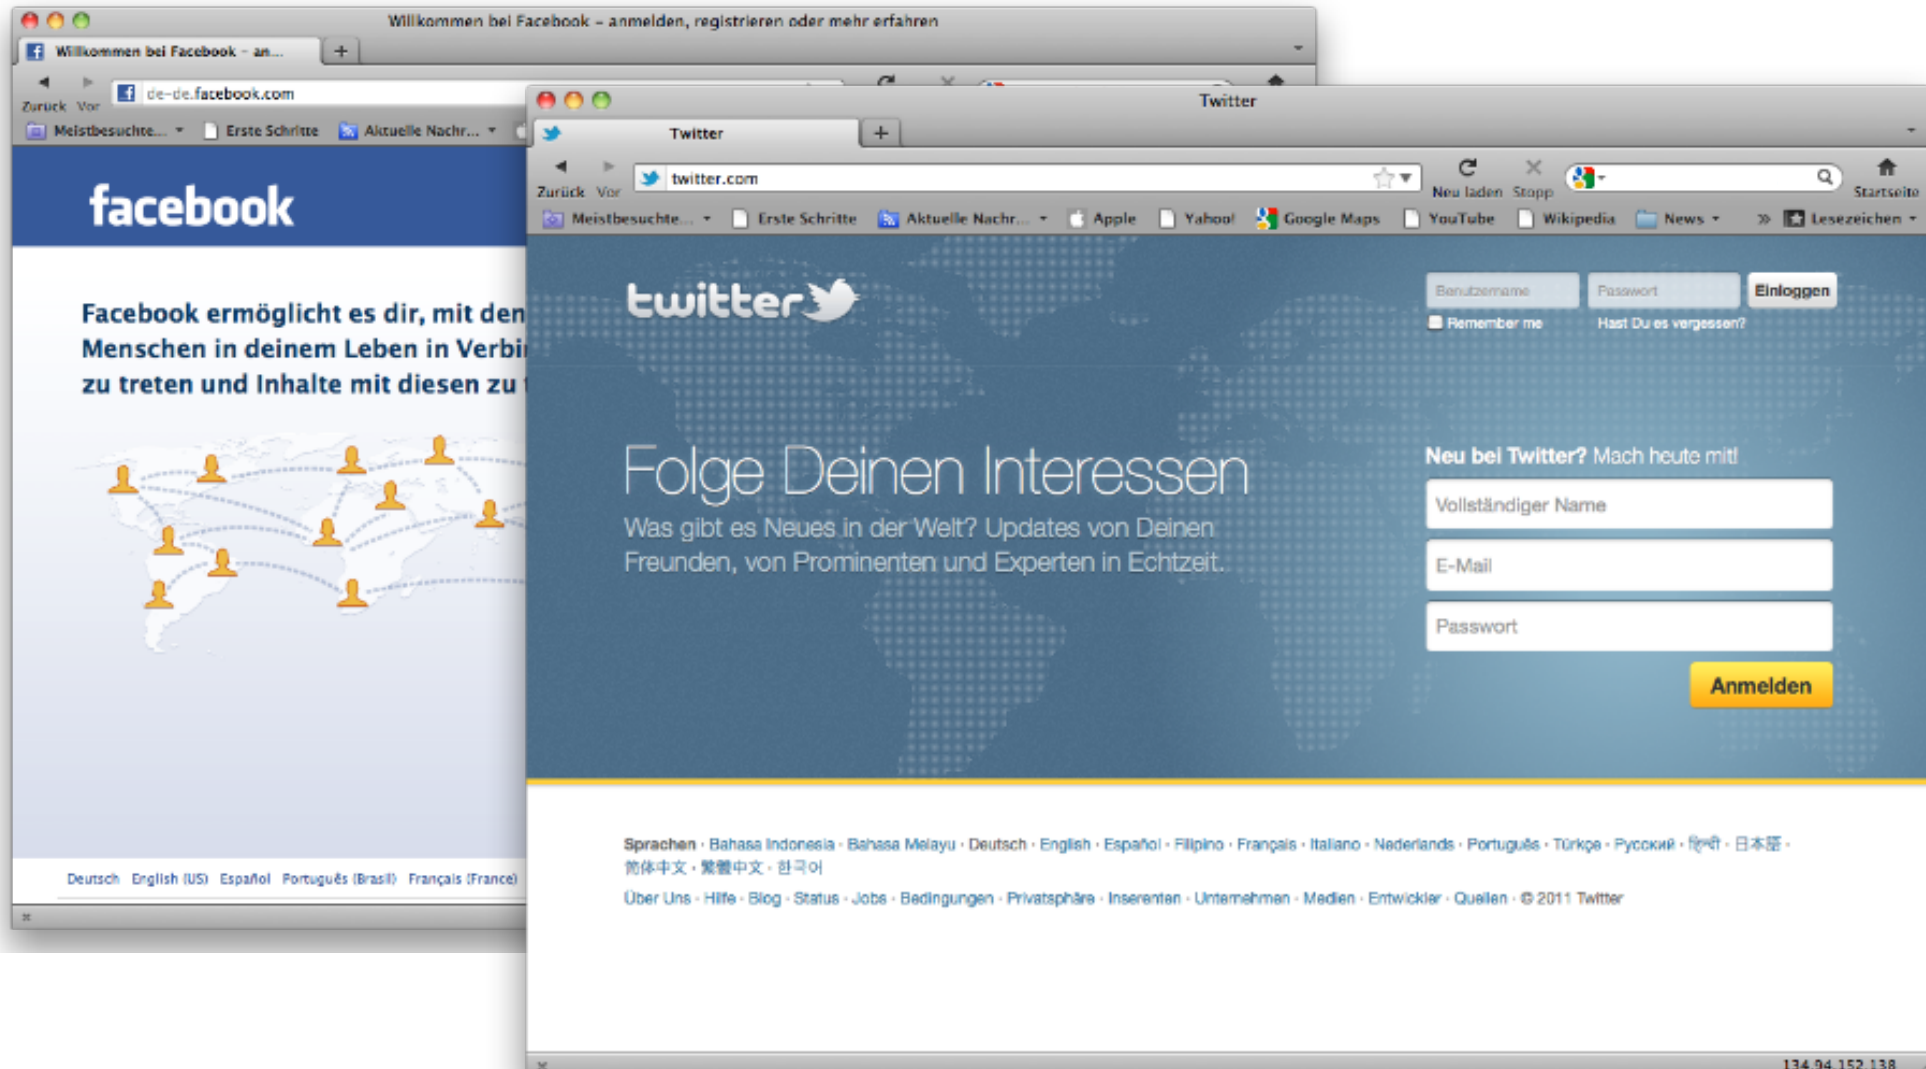 Willkommen bei Facebook – anmelden, registrieren oder mehr erfahren
Willkommen bei Facebook – an...
de-de.facebook.com
Zurück Vor
Meistbesuchte... Erste Schritte Aktuelle Nachr...
facebook
Facebook ermöglicht es dir, mit den
Menschen in deinem Leben in
zu treten und Inhalte mit diesen zu
Deutsch English (US) Español Português (Brasil) Français (France)
Twitter
Twitter
twitter.com
Zurück Vor Neu laden Stopp Startseite
Meistbesuchte... Erste Schritte Aktuelle Nachr... Apple Yahoo! Google Maps YouTube Wikipedia News » Lesezeichen
twitter
Benutzername Passwort Einloggen
Remember me Hast Du es vergessen?
Folge Deinen Interessen
Was gibt es Neues in der Welt? Updates von Deinen
Freunden, von Prominenten und Experten in Echtzeit.
Neu bei Twitter? Mach heute mit!
Vollständiger Name
E-Mail
Passwort
Anmelden
Sprachen · Bahasa Indonesia · Bahasa Melayu · Deutsch · English · Español · Filipino · Français · Italiano · Nederlands · Português · Türkçe · Русский · हिन्दी · 日本語 ·
简体中文 · 繁體中文 · 한국어
Über Uns · Hilfe · Blog · Status · Jobs · Bedingungen · Privatsphäre · Inserenten · Unternehmen · Medien · Entwickler · Quellen · © 2011 Twitter
134.94.152.138